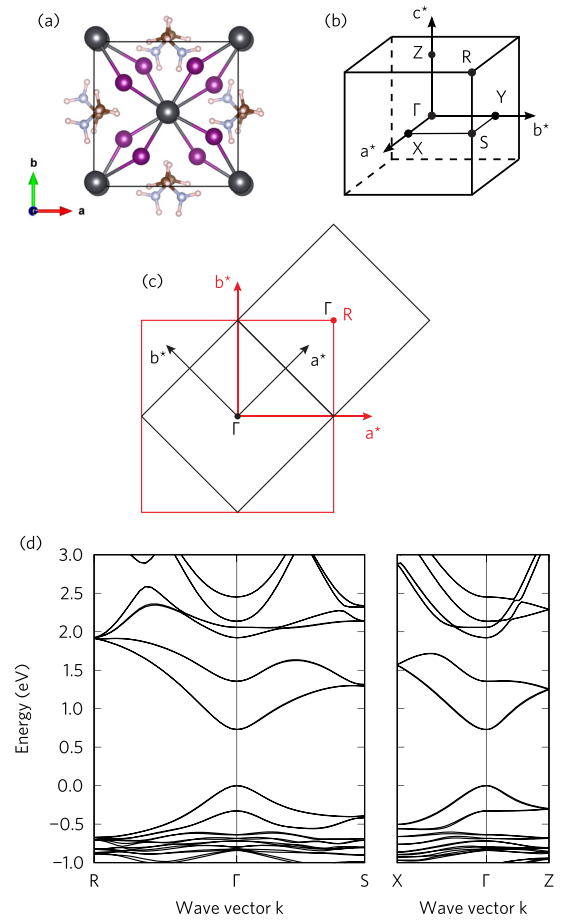 (a)
b
a
(b)
c*
Z
R
Γ
Y
b*
a*
X
S
(c)
b*
Γ
R
b*
a*
Γ
a*
(d)
3.0
2.5
2.0
1.5
1.0
0.5
0.0
−0.5
−1.0
Energy (eV)
R
Γ
S
X
Γ
Z
Wave vector k
Wave vector k